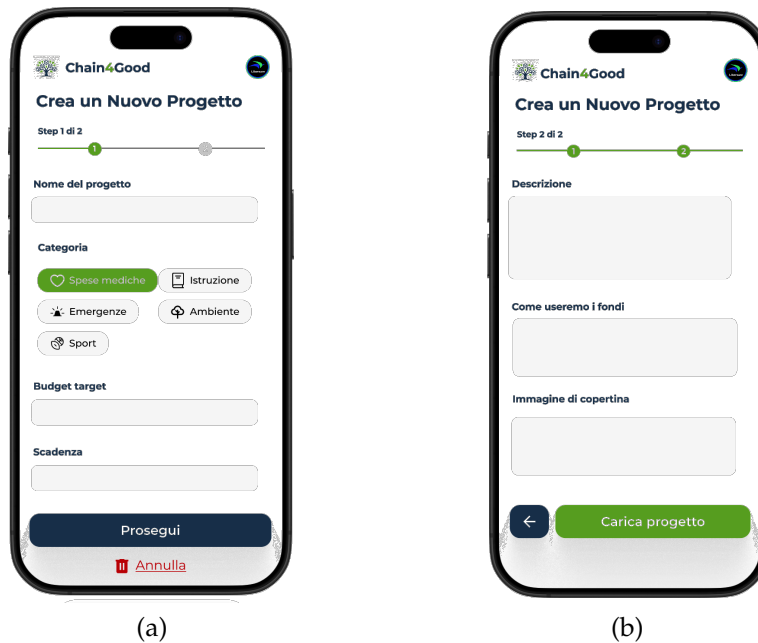 Chain4Good
Crea un Nuovo Progetto
Step 1 di 2
1
Nome del progetto
Categoria
Spese mediche
Istruzione
Emergenze
Ambiente
Sport
Budget target
Scadenza
Prosegui
Annulla
(a)
Chain4Good
Crea un Nuovo Progetto
Step 2 di 2
1
2
Descrizione
Come useremo i fondi
Immagine di copertina
Carica progetto
(b)